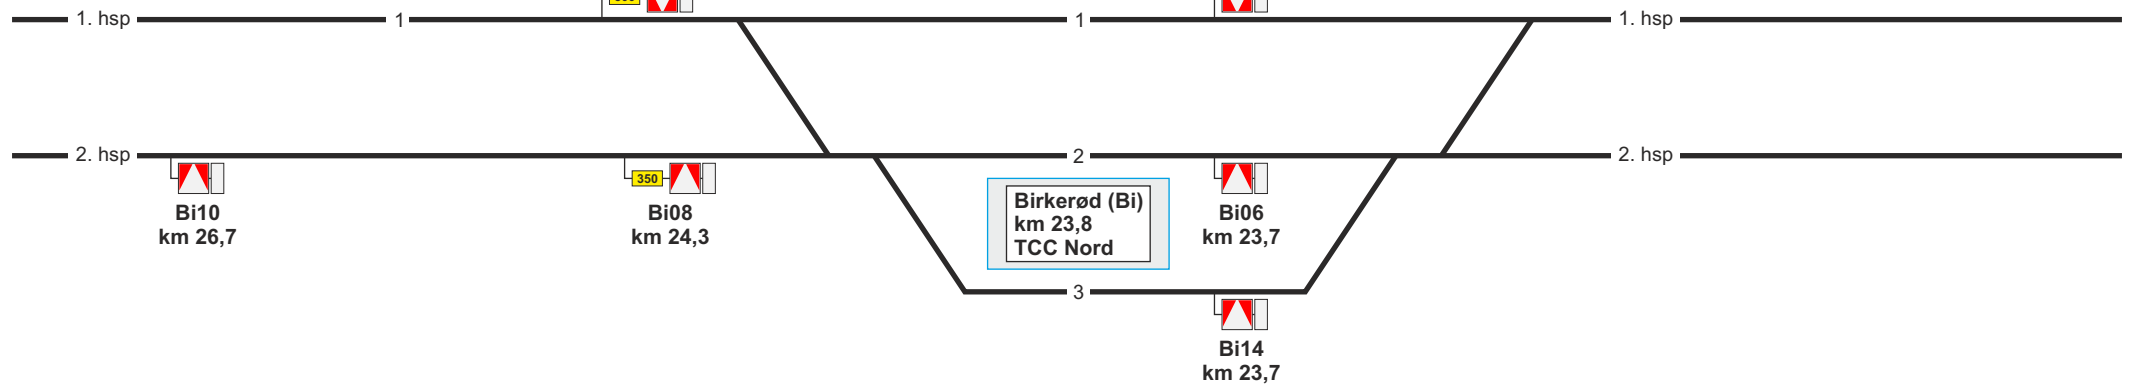 1. hsp 1 1 1. hsp
2. hsp 2 2. hsp
350
Bi10
km 26,7
Bi08
km 24,3
Birkerød (Bi)
km 23,8
TCC Nord
Bi06
km 23,7
3
Bi14
km 23,7